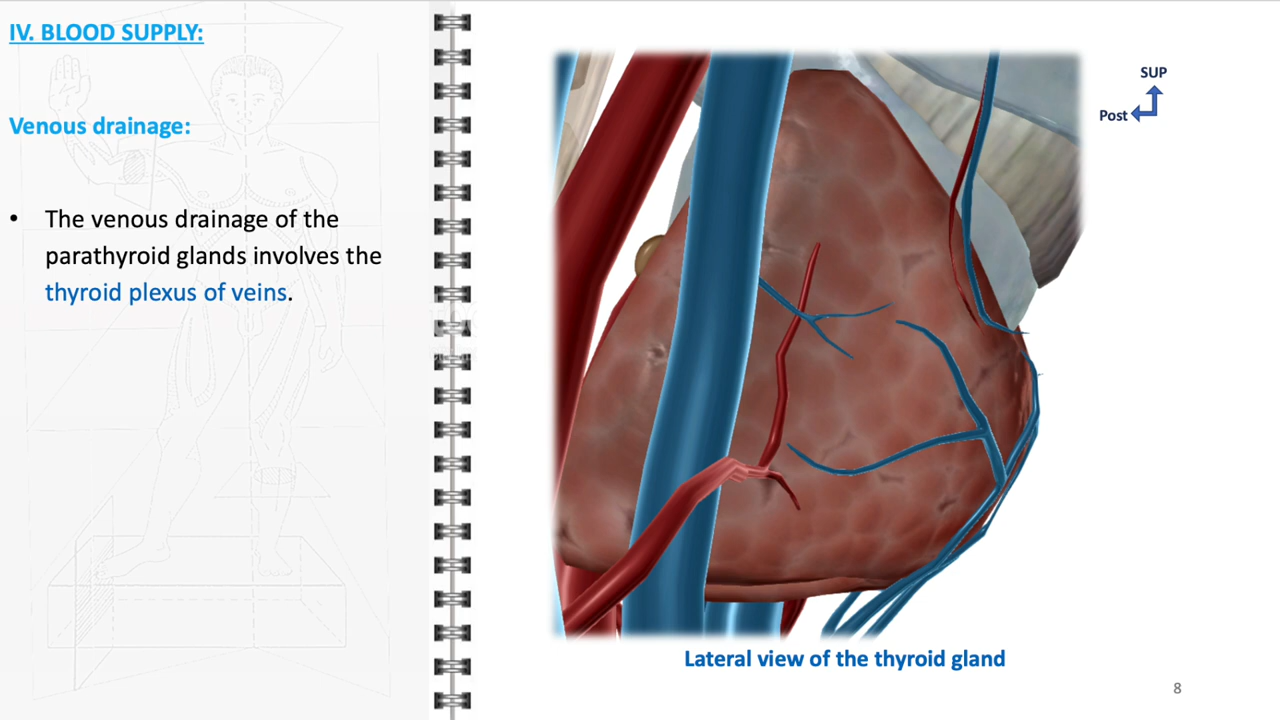 IV. BLOOD SUPPLY:
Venous drainage:
• The venous drainage of the
parathyroid glands involves the
thyroid plexus of veins.
SUP
Post
Lateral view of the thyroid gland
8